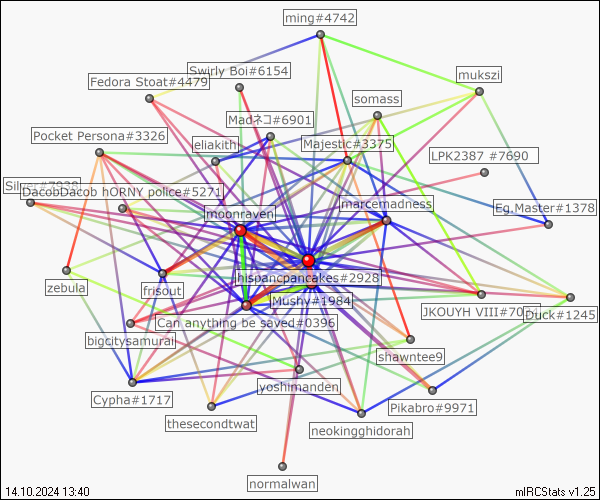 ming#4742
Swirly Boi#6154
Fedora Stoat#4479
mukszi
somass
Madネコ#6901
Pocket Persona#3326
eliakith
Majestic#3375
LPK2387 #7690
DacobDacob hORNY police#5271
marcemadness
Eg.Master#1378
moonraven
hispancpancakes#2928
zebula
frisout
Mushy#1984
JKOUYH VIII#70
Duck#1245
Can anything be saved#0396
bigcitysamurai
shawntee9
yoshimanden
Cypha#1717
Pikabro#9971
thesecondtwat
neokingghidorah
normalwan
14.10.2024 13:40
mIRCStats v1.25